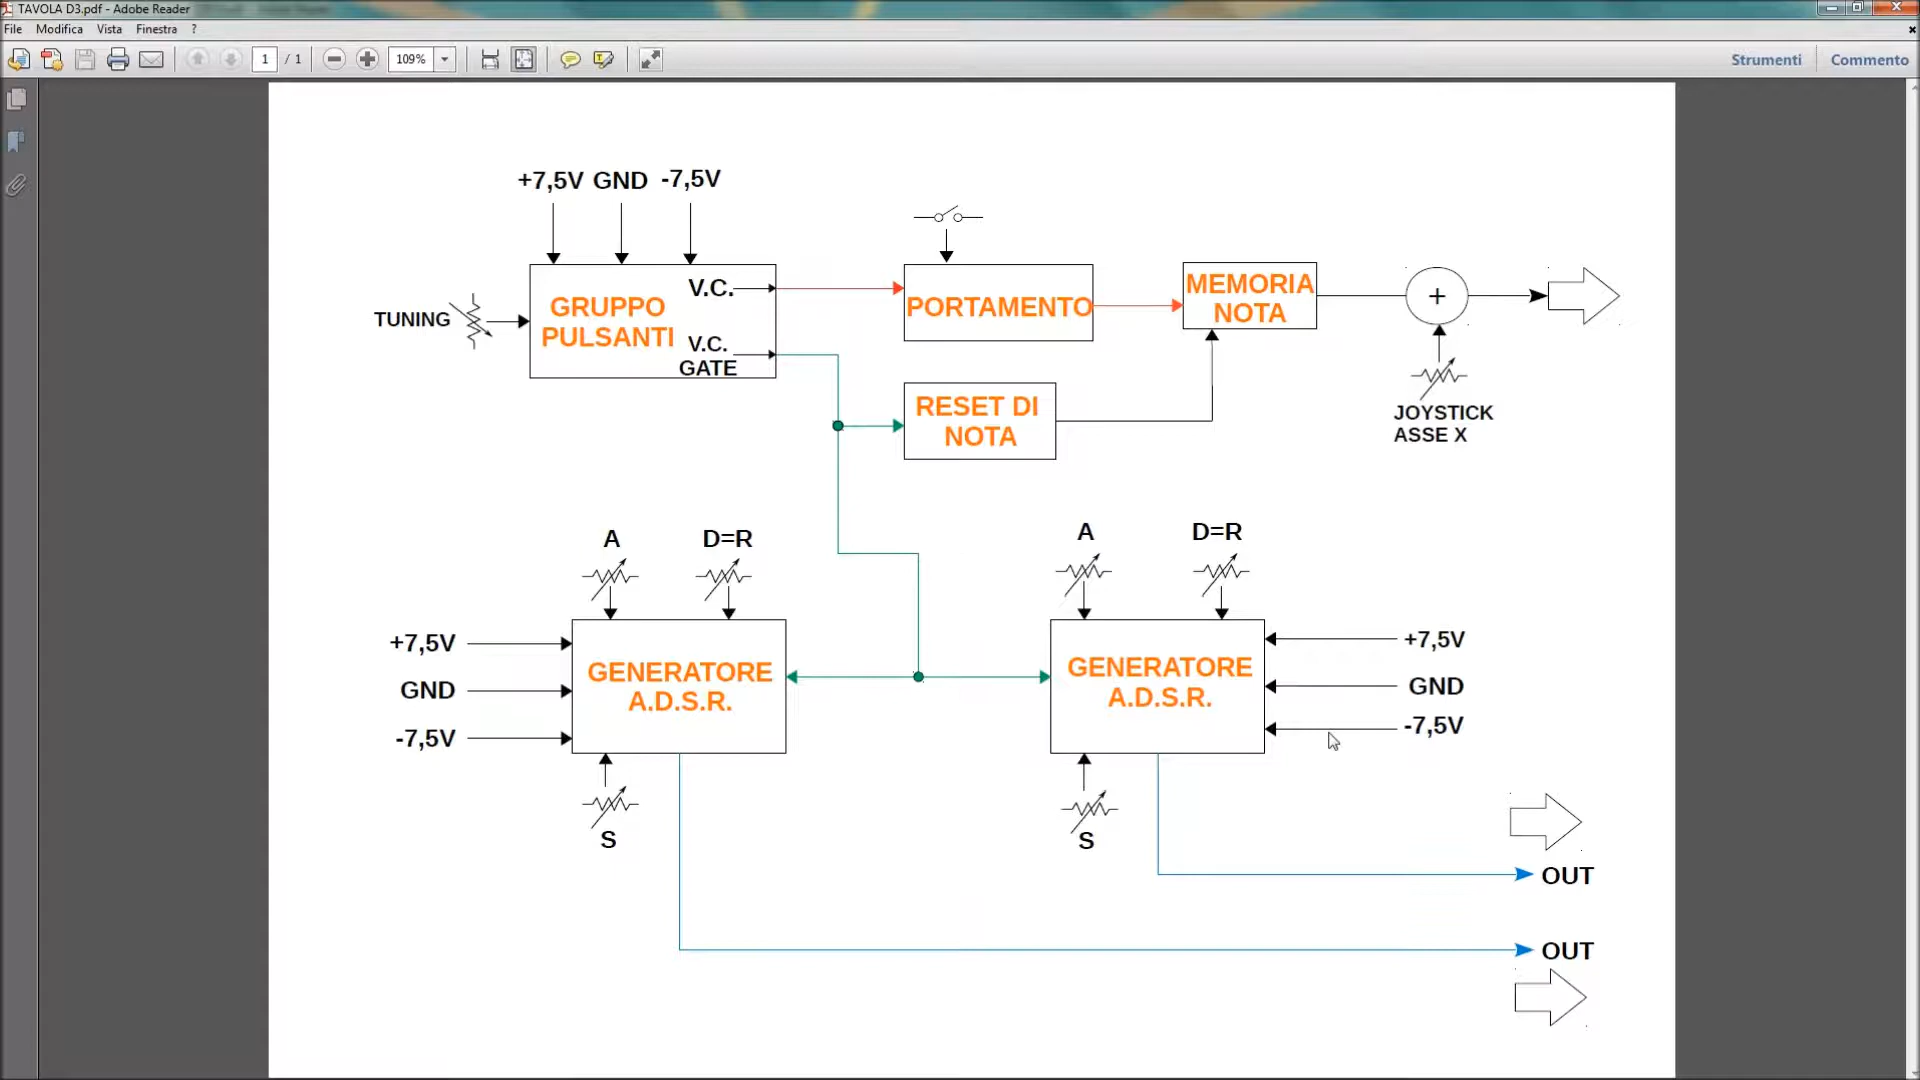 TAVOLA D3.pdf - Adobe Reader
File Modifica Vista Finestra ?
1 / 1 109% Strumenti Commento
+7,5V GND -7,5V
TUNING
GRUPPO
PULSANTI
V.C.
V.C.
GATE
PORTAMENTO
MEMORIA
NOTA
+
JOYSTICK
ASSE X
RESET DI
NOTA
A D=R
A D=R
+7,5V
GND
-7,5V
GENERATORE
A.D.S.R.
S
GENERATORE
A.D.S.R.
S
+7,5V
GND
-7,5V
OUT
OUT